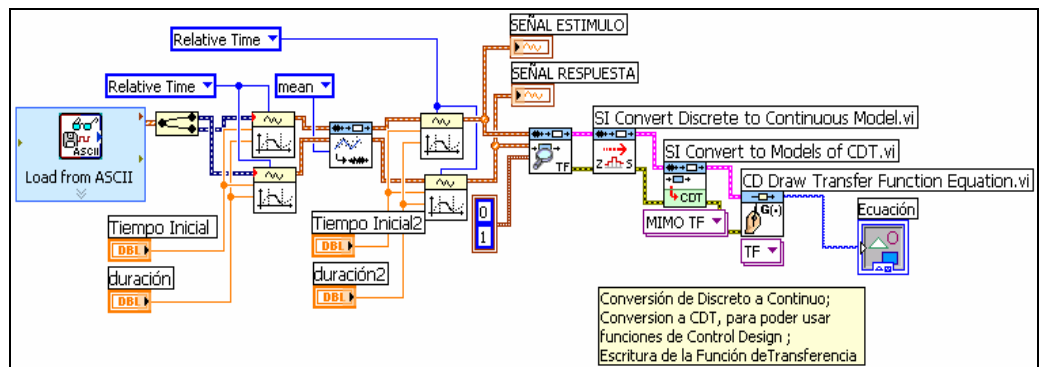 SEÑAL ESTIMULO
Relative Time
SEÑAL RESPUESTA
Relative Time
mean
ASCII
Load from ASCII
TF
SI Convert Discrete to Continuous Model.vi
Z S
SI Convert to Models of CDT.vi
CDT
CD Draw Transfer Function Equation.vi
G(•)
MIMO TF
TF
Ecuación
Tiempo Inicial
DBL
duración
DBL
Tiempo Inicial2
DBL
duración2
DBL
0
1
Conversión de Discreto a Continuo;
Conversion a CDT, para poder usar
funciones de Control Design ;
Escritura de la Función deTransferencia